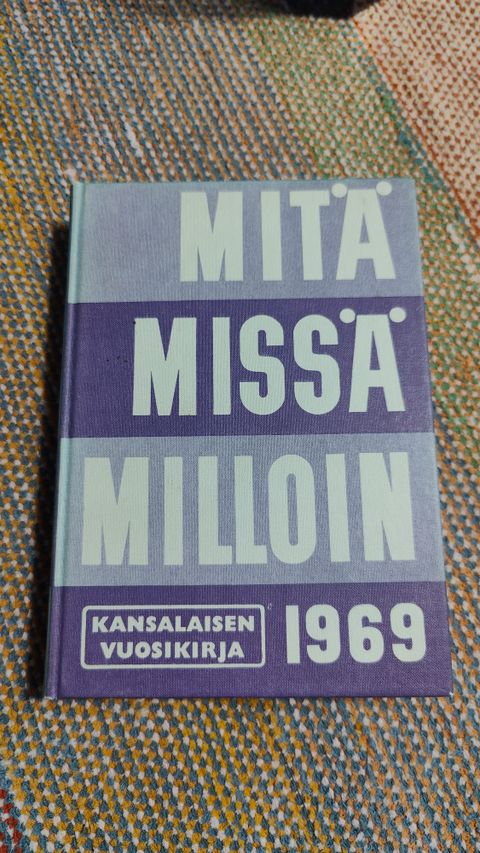 MITÄ
MISSÄ
MILLOIN
KANSALAISEN
VUOSIKIRJA
1969